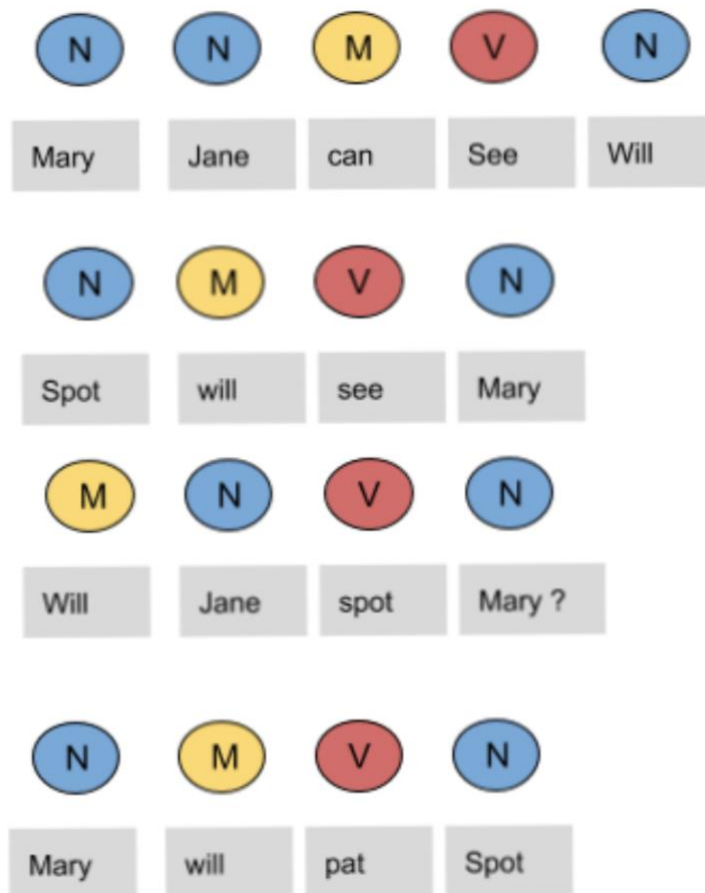 N N M V N
Mary Jane can See Will
N M V N
Spot will see Mary
M N V N
Will Jane spot Mary ?
N M V N
Mary will pat Spot